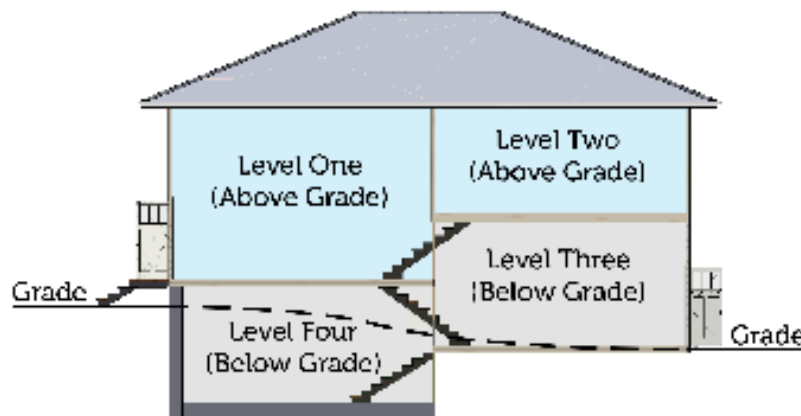 Level One
(Above Grade)
Level Two
(Above Grade)
Level Three
(Below Grade)
Grade
Level Four
(Below Grade)
Grade